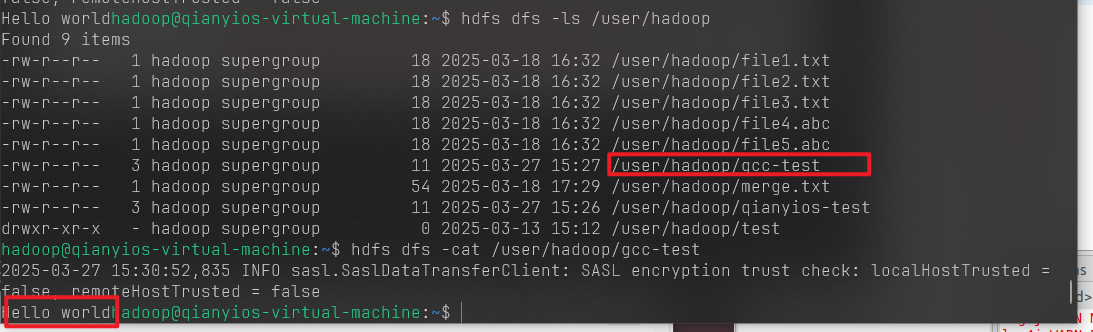 false, remoteHostTrusted = false
Hello worldhadoop@qianyios-virtual-machine:~$ hdfs dfs -ls /user/hadoop
Found 9 items
-rw-r--r--   1 hadoop supergroup         18 2025-03-18 16:32 /user/hadoop/file1.txt
-rw-r--r--   1 hadoop supergroup         18 2025-03-18 16:32 /user/hadoop/file2.txt
-rw-r--r--   1 hadoop supergroup         18 2025-03-18 16:32 /user/hadoop/file3.txt
-rw-r--r--   1 hadoop supergroup         18 2025-03-18 16:32 /user/hadoop/file4.abc
-rw-r--r--   1 hadoop supergroup         18 2025-03-18 16:32 /user/hadoop/file5.abc
-rw-r--r--   3 hadoop supergroup         11 2025-03-27 15:27 /user/hadoop/gcc-test
-rw-r--r--   1 hadoop supergroup         54 2025-03-18 17:29 /user/hadoop/merge.txt
-rw-r--r--   3 hadoop supergroup         11 2025-03-27 15:26 /user/hadoop/qianyios-test
drwxr-xr-x   - hadoop supergroup          0 2025-03-13 15:12 /user/hadoop/test
hadoop@qianyios-virtual-machine:~$ hdfs dfs -cat /user/hadoop/gcc-test
2025-03-27 15:30:52,835 INFO sasl.SaslDataTransferClient: SASL encryption trust check: localHostTrusted =
false, remoteHostTrusted = false
Hello worldhadoop@qianyios-virtual-machine:~$